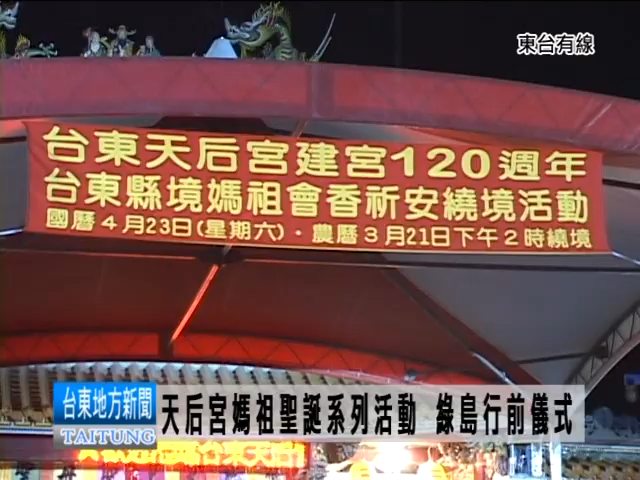 東台有線
台東天后宮建宮120週年
台東縣境媽祖會香祈安繞境活動
國曆4月23日(星期六)·農曆3月21日下午2時繞境
台東地方新聞
TAITUNG
天后宮媽祖聖誕系列活動 綠島行前儀式
台東天后